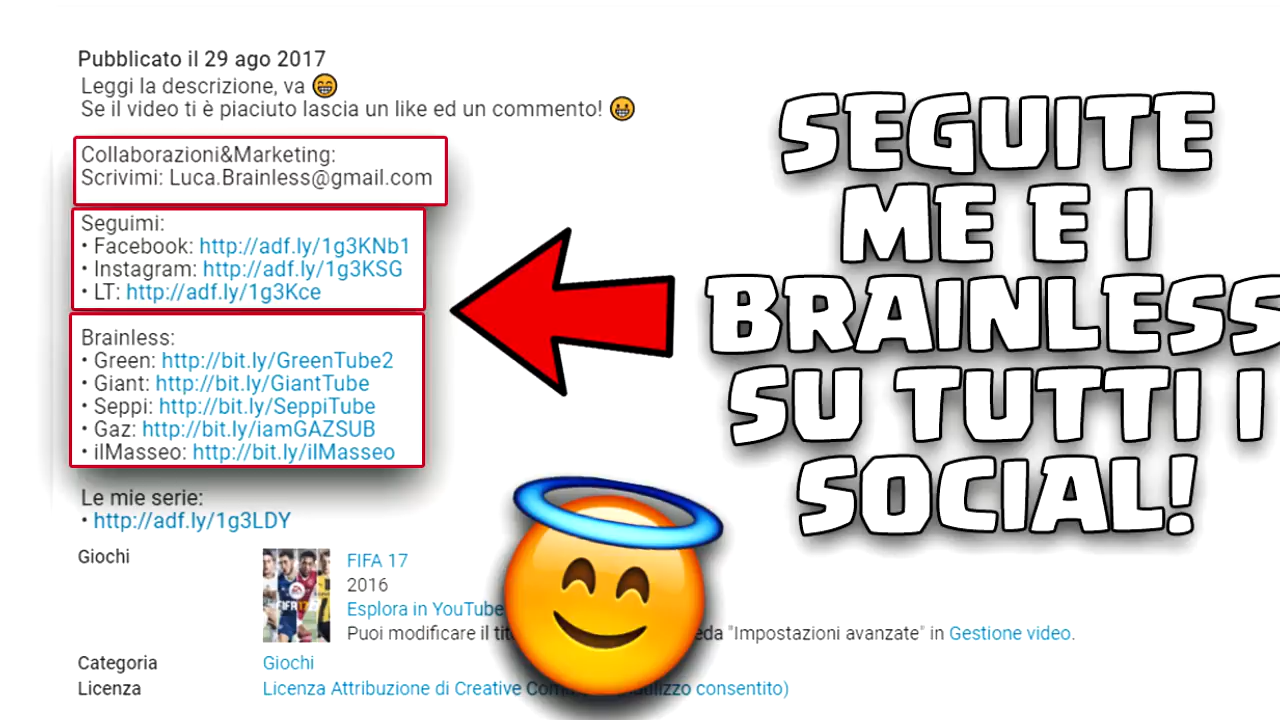 Pubblicato il 29 ago 2017
Leggi la descrizione, va 😁
Se il video ti è piaciuto lascia un like ed un commento! 😀
Collaborazioni&Marketing:
Scrivimi: Luca.Brainless@gmail.com
Seguimi:
• Facebook: http://adf.ly/1g3KNb1
• Instagram: http://adf.ly/1g3KSG
• LT: http://adf.ly/1g3Kce
Brainless:
• Green: http://bit.ly/GreenTube2
• Giant: http://bit.ly/GiantTube
• Seppi: http://bit.ly/SeppiTube
• Gaz: http://bit.ly/iamGAZSUB
• ilMasseo: http://bit.ly/ilMasseo
Le mie serie:
• http://adf.ly/1g3LDY
Giochi
FIFA 17
FIFA 17
2016
Esplora in YouTube
Puoi modificare il "Impostazioni avanzate" in Gestione video.
Categoria
Giochi
Licenza
Licenza Attribuzione di Creative consentito)
SEGUITE
ME E I
BRAINLESS
SU TUTTI I
SOCIAL!